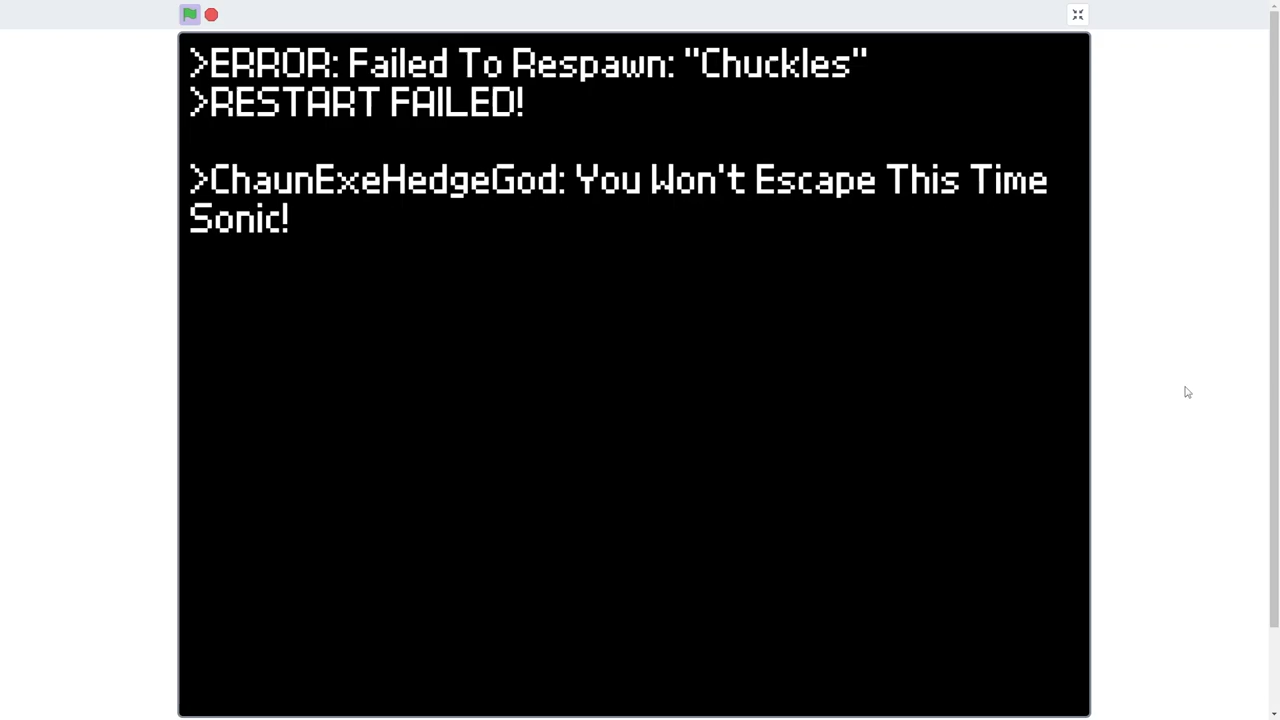 >ERROR: Failed To Respawn: "Chuckles"
>RESTART FAILED!
>ChaunExeHedgeGod: You Won't Escape This Time
Sonic!